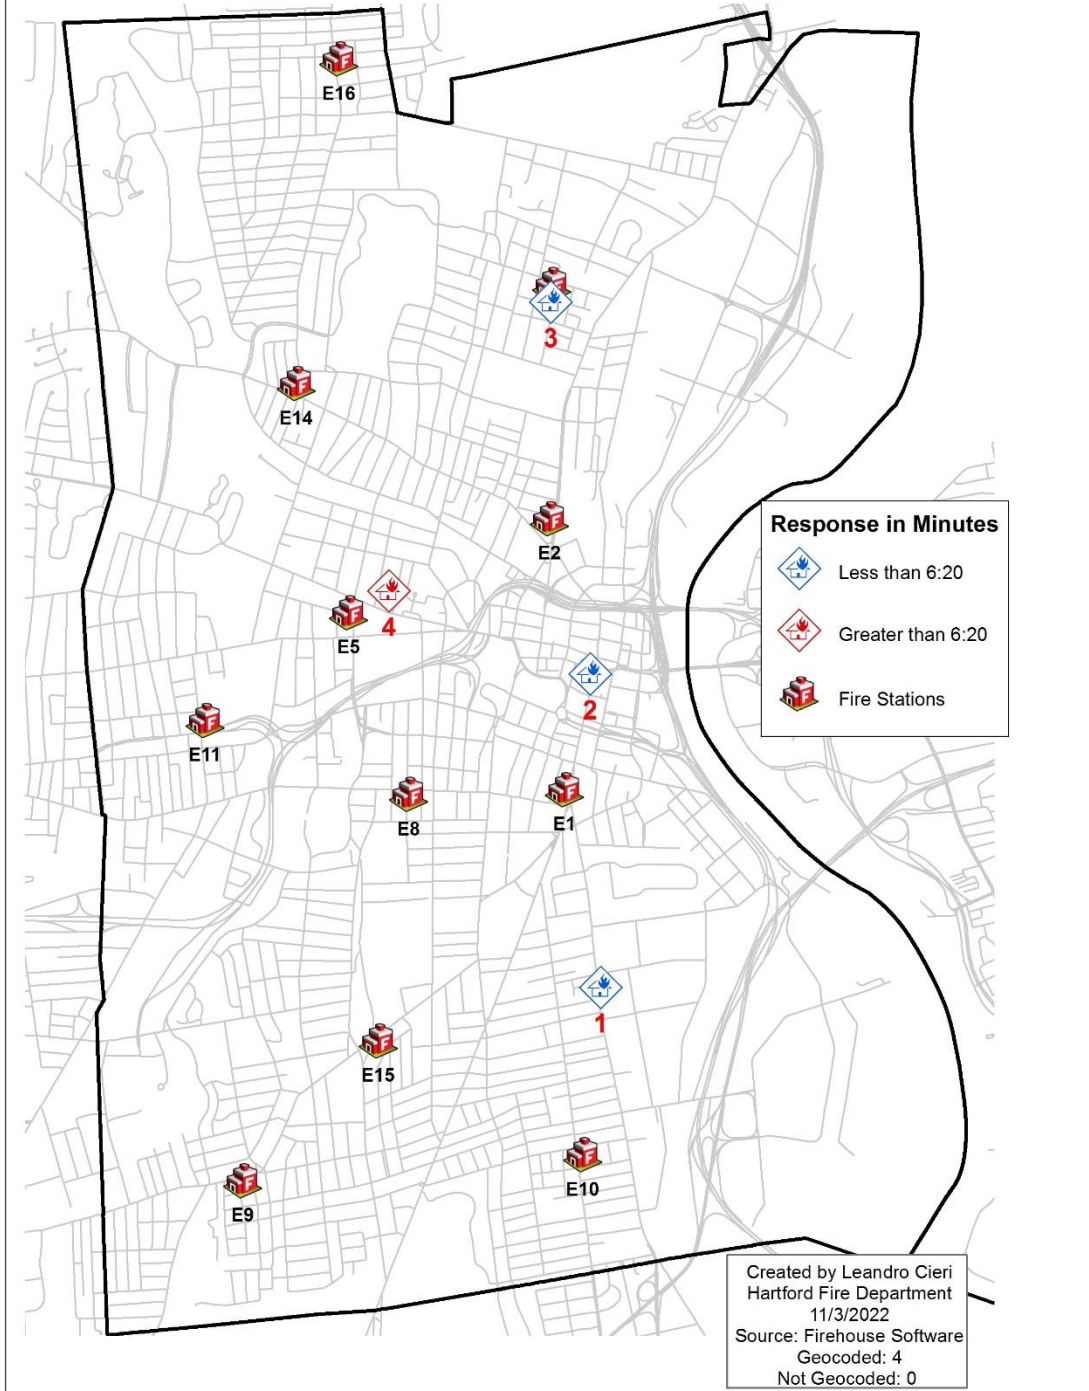 E16
3
E14
E2
4
E5
2
E11
E8
E1
1
E15
E10
E9
Response in Minutes
Less than 6:20
Greater than 6:20
Fire Stations
Created by Leandro Cieri
Hartford Fire Department
11/3/2022
Source: Firehouse Software
Geocoded: 4
Not Geocoded: 0